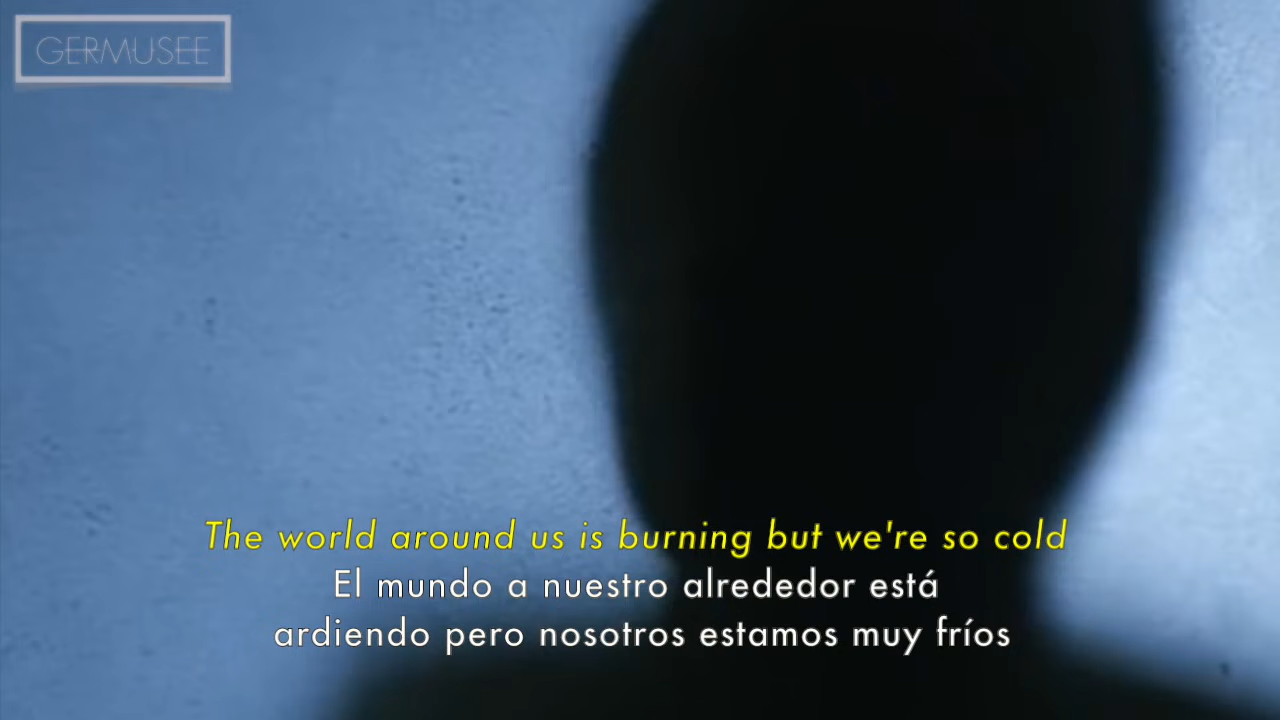 GERMUSEE
The world around us is burning but we're so cold
El mundo a nuestro alrededor está
ardiendo pero nosotros estamos muy fríos